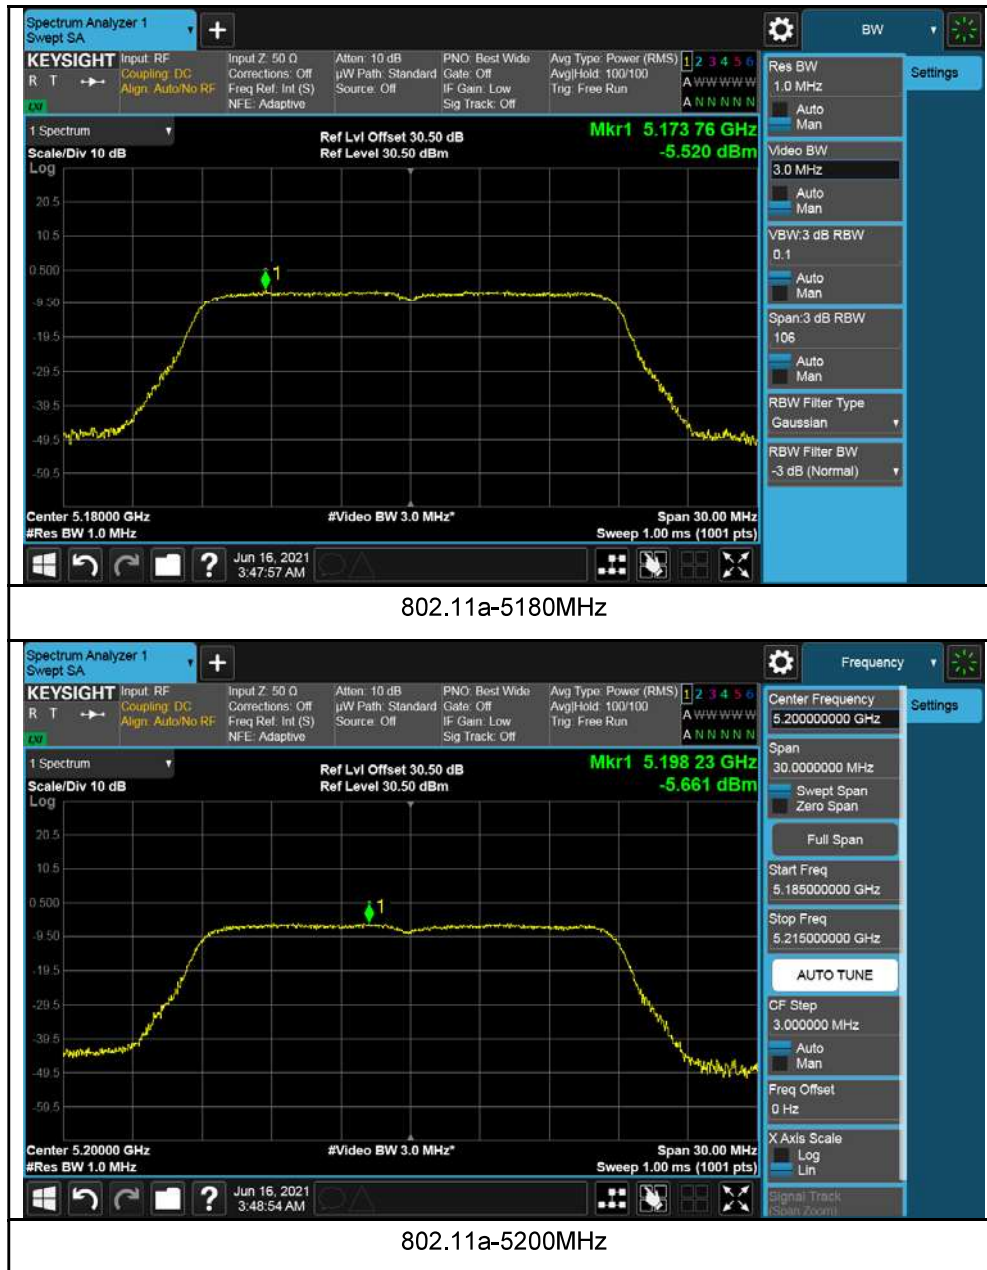 Spectrum Analyzer 1
Swept SA
+
BW
KEYSIGHT
R T
LXI
Input: RF
Coupling: DC
Align: Auto/No RF
Input Z: 50 Ω
Corrections: Off
Freq Ref: Int (S)
NFE: Adaptive
Atten: 10 dB
µW Path: Standard
Source: Off
PNO: Best Wide
Gate: Off
IF Gain: Low
Sig Track: Off
Avg Type: Power (RMS)
Avg|Hold: 100/100
Trig: Free Run
1 2 3 4 5 6
A W W W W W
A N N N N N
1 Spectrum
Scale/Div 10 dB
Log
Ref Lvl Offset 30.50 dB
Ref Level 30.50 dBm
Mkr1 5.173 76 GHz
-5.520 dBm
20.5
10.5
0.500
-9.50
-19.5
-29.5
-39.5
-49.5
-59.5
1
Center 5.18000 GHz
#Res BW 1.0 MHz
#Video BW 3.0 MHz*
Span 30.00 MHz
Sweep 1.00 ms (1001 pts)
?
Jun 16, 2021
3:47:57 AM
Res BW
1.0 MHz
Auto
Man
Video BW
3.0 MHz
Auto
Man
VBW:3 dB RBW
0.1
Auto
Man
Span:3 dB RBW
106
Auto
Man
RBW Filter Type
Gaussian
RBW Filter BW
-3 dB (Normal)
Settings
802.11a-5180MHz
Spectrum Analyzer 1
Swept SA
+
Frequency
KEYSIGHT
R T
LXI
Input: RF
Coupling: DC
Align: Auto/No RF
Input Z: 50 Ω
Corrections: Off
Freq Ref: Int (S)
NFE: Adaptive
Atten: 10 dB
µW Path: Standard
Source: Off
PNO: Best Wide
Gate: Off
IF Gain: Low
Sig Track: Off
Avg Type: Power (RMS)
Avg|Hold: 100/100
Trig: Free Run
1 2 3 4 5 6
A W W W W W
A N N N N N
1 Spectrum
Scale/Div 10 dB
Log
Ref Lvl Offset 30.50 dB
Ref Level 30.50 dBm
Mkr1 5.198 23 GHz
-5.661 dBm
20.5
10.5
0.500
-9.50
-19.5
-29.5
-39.5
-49.5
-59.5
1
Center 5.20000 GHz
#Res BW 1.0 MHz
#Video BW 3.0 MHz*
Span 30.00 MHz
Sweep 1.00 ms (1001 pts)
?
Jun 16, 2021
3:48:54 AM
Center Frequency
5.200000000 GHz
Span
30.0000000 MHz
Swept Span
Zero Span
Full Span
Start Freq
5.185000000 GHz
Stop Freq
5.215000000 GHz
AUTO TUNE
CF Step
3.000000 MHz
Auto
Man
Freq Offset
0 Hz
X Axis Scale
Log
Lin
Signal Track
(Span Zoom)
Settings
802.11a-5200MHz